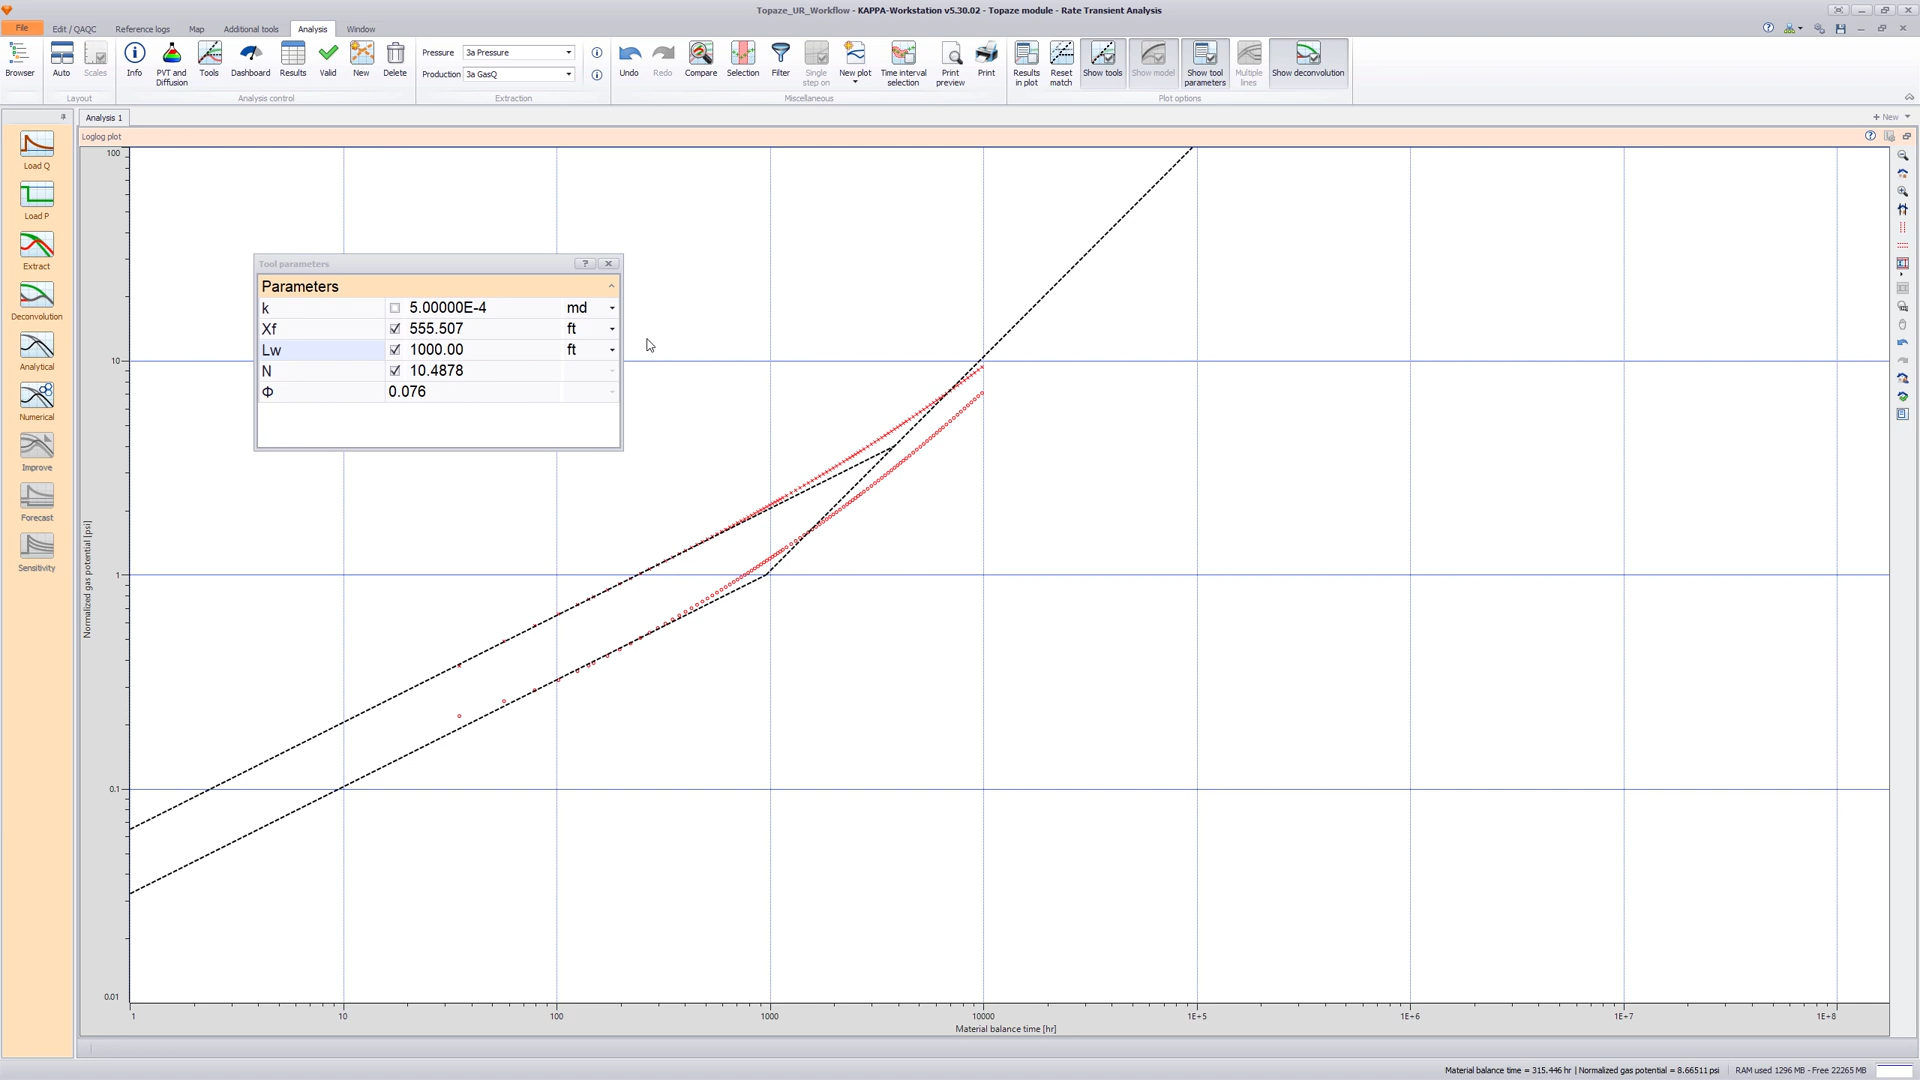 Topaze_UR_Workflow - KAPPA-Workstation v5.30.02 - Topaze module - Rate Transient Analysis
File Edit / QAQC Reference logs Map Additional tools Analysis Window
Browser Auto Scales Info PVT and Diffusion Tools Dashboard Results Valid New Delete
Pressure 3a Pressure
Production 3a GasQ
Undo Redo Compare Selection Filter Single step on New plot Time interval selection Print preview Print
Results in plot Reset match Show tools Show model Show tool parameters Multiple lines Show deconvolution
Layout Analysis control Extraction Miscellaneous Plot options
Analysis 1
+ New
Loglog plot
Load Q
Load P
Extract
Deconvolution
Analytical
Numerical
Improve
Forecast
Sensitivity
Tool parameters
Parameters
k 5.00000E-4 md
Xf 555.507 ft
Lw 1000.00 ft
N 10.4878
Φ 0.076
Normalized gas potential [psi]
100
10
1
0.1
0.01
1 10 100 1000 10000 1E+5 1E+6 1E+7 1E+8
Material balance time [hr]
Material balance time = 315.446 hr | Normalized gas potential = 8.66511 psi RAM used 1296 MB - Free 22265 MB